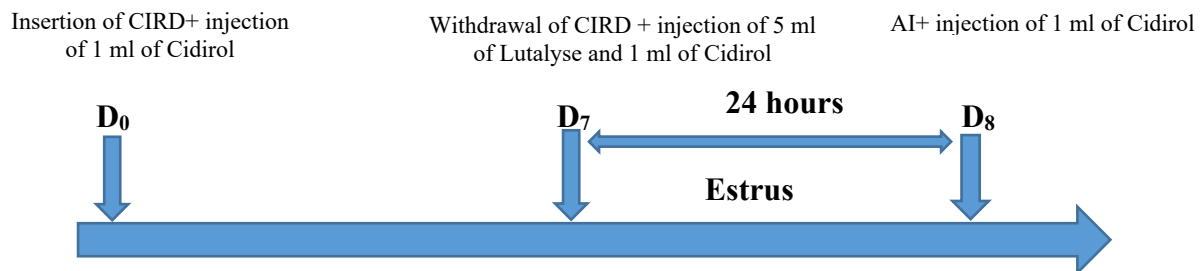 Insertion of CIRD+ injection
of 1 ml of Cidirol
Withdrawal of CIRD + injection of 5 ml
of Lutalyse and 1 ml of Cidirol
AI+ injection of 1 ml of Cidirol
D₀
D₇
24 hours
D₈
Estrus